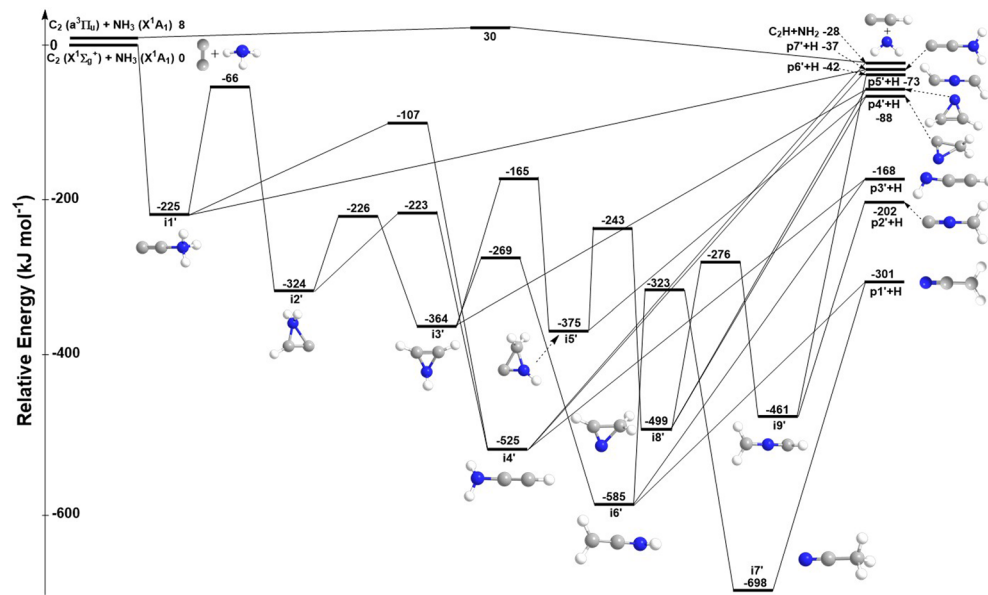 C₂ (a³Πᵤ) + NH₃ (X¹A₁) 8
0
C₂ (X¹Σg⁺) + NH₃ (X¹A₁) 0
+
30
C₂H+NH₂ -28
p7'+H -37
p6'+H -42
+
p5'+H -73
p4'+H
-88
-66
-107
-165
-168
p3'+H
-200
-202
p2'+H
-225
i1'
-226
-223
-243
-269
-276
-301
p1'+H
-324
i2'
-323
-364
i3'
-375
i5'
-400
-461
i9'
-499
i8'
-525
i4'
-585
i6'
-600
i7'
-698
Relative Energy (kJ mol⁻¹)